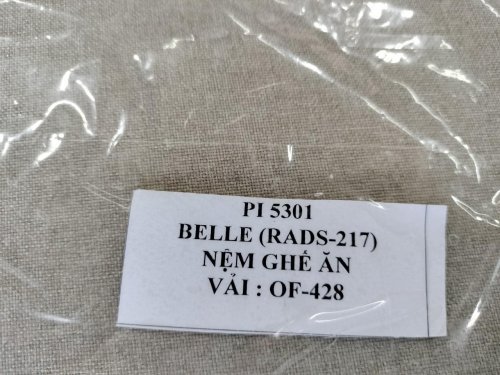 PI 5301
BELLE (RADS-217)
NỆM GHẾ ĂN
VẢI : OF-428